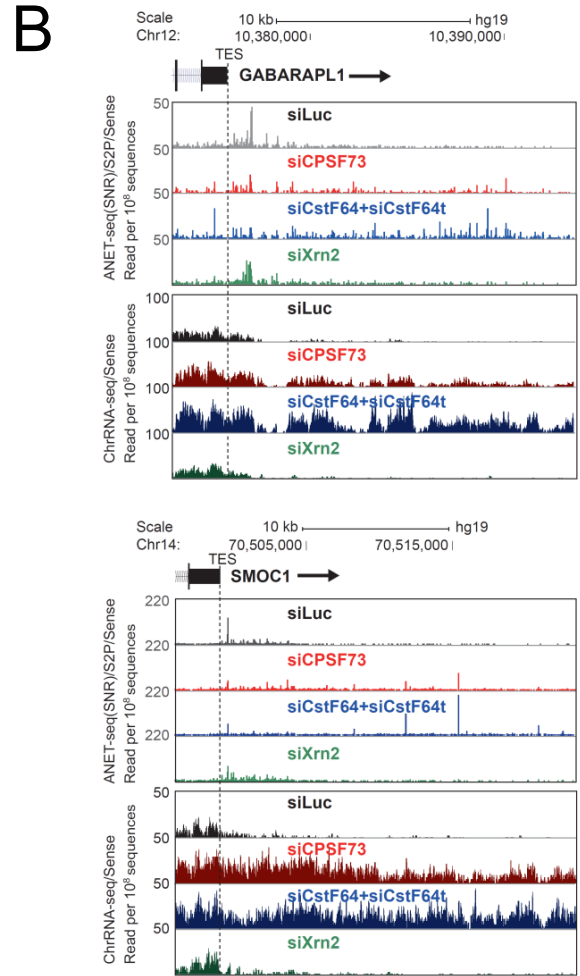 B
Scale 10 kb hg19
Chr12: 10,380,000 10,390,000
TES
GABARAPL1
ANET-seq(SNR)/S2P/Sense
Read per 10⁸ sequences
50
siLuc
50
siCPSF73
50
siCstF64+siCstF64t
50
siXrn2
ChrRNA-seq/Sense
Read per 10⁸ sequences
100
siLuc
100
siCPSF73
100
siCstF64+siCstF64t
100
siXrn2
Scale 10 kb hg19
Chr14: 70,505,000 70,515,000
TES
SMOC1
ANET-seq(SNR)/S2P/Sense
Read per 10⁸ sequences
220
siLuc
220
siCPSF73
220
siCstF64+siCstF64t
220
siXrn2
ChrRNA-seq/Sense
Read per 10⁸ sequences
50
siLuc
50
siCPSF73
50
siCstF64+siCstF64t
50
siXrn2